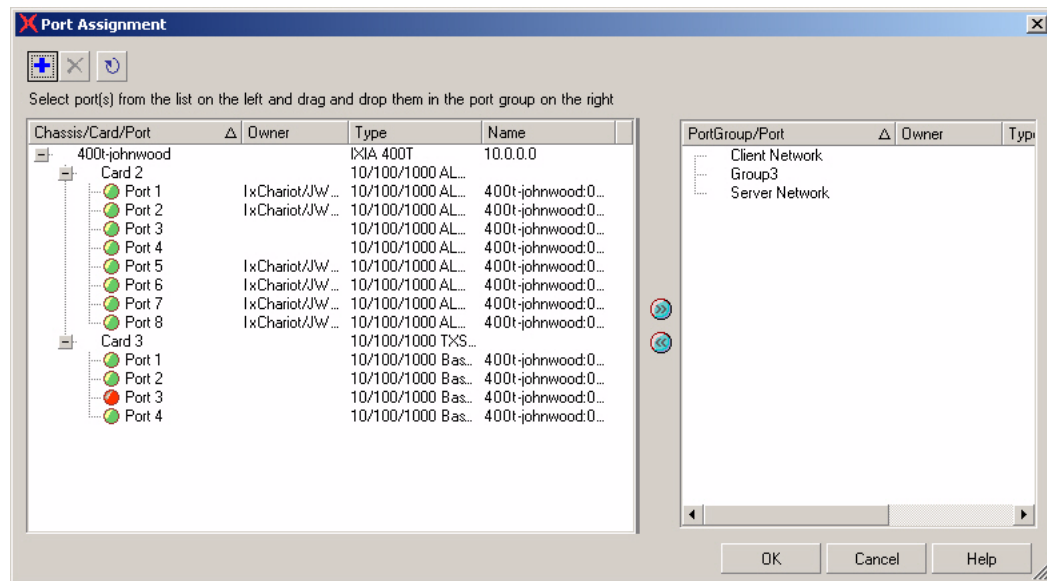 Port Assignment
Select port(s) from the list on the left and drag and drop them in the port group on the right
Chassis/Card/Port Owner Type Name
400t-johnwood IXIA 400T 10.0.0.0
Card 2 10/100/1000 AL...
Port 1 IxChariot/JW... 10/100/1000 AL... 400t-johnwood:0...
Port 2 IxChariot/JW... 10/100/1000 AL... 400t-johnwood:0...
Port 3 10/100/1000 AL... 400t-johnwood:0...
Port 4 10/100/1000 AL... 400t-johnwood:0...
Port 5 IxChariot/JW... 10/100/1000 AL... 400t-johnwood:0...
Port 6 IxChariot/JW... 10/100/1000 AL... 400t-johnwood:0...
Port 7 IxChariot/JW... 10/100/1000 AL... 400t-johnwood:0...
Port 8 IxChariot/JW... 10/100/1000 AL... 400t-johnwood:0...
Card 3 10/100/1000 TXS...
Port 1 10/100/1000 Bas... 400t-johnwood:0...
Port 2 10/100/1000 Bas... 400t-johnwood:0...
Port 3 10/100/1000 Bas... 400t-johnwood:0...
Port 4 10/100/1000 Bas... 400t-johnwood:0...
PortGroup/Port Owner Type
Client Network
Group3
Server Network
OK Cancel Help